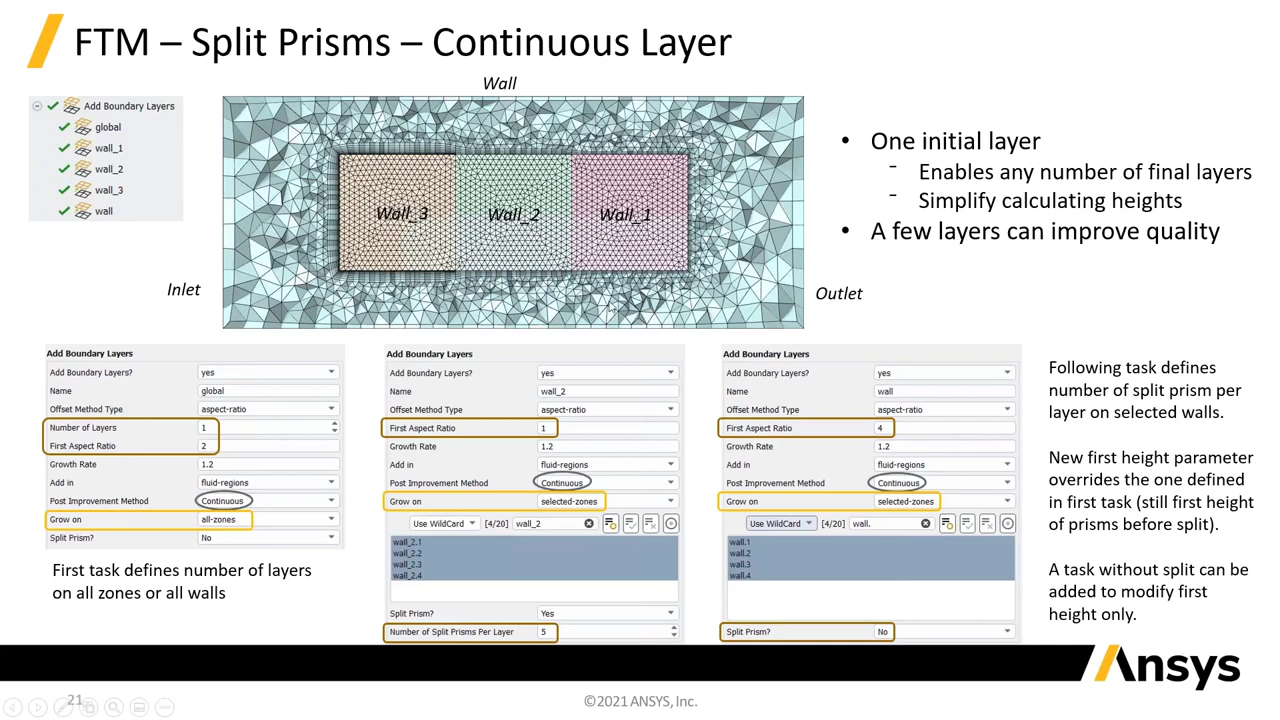 FTM – Split Prisms – Continuous Layer
Add Boundary Layers
global
wall_1
wall_2
wall_3
wall
Wall
Wall_3
Wall_2
Wall_1
Inlet
Outlet
• One initial layer
- Enables any number of final layers
- Simplify calculating heights
• A few layers can improve quality
Add Boundary Layers
Add Boundary Layers? yes
Name global
Offset Method Type aspect-ratio
Number of Layers 1
First Aspect Ratio 2
Growth Rate 1.2
Add in fluid-regions
Post Improvement Method Continuous
Grow on all-zones
Split Prism? No
First task defines number of layers
on all zones or all walls
Add Boundary Layers
Add Boundary Layers? yes
Name wall_2
Offset Method Type aspect-ratio
First Aspect Ratio 1
Growth Rate 1.2
Add in fluid-regions
Post Improvement Method Continuous
Grow on selected-zones
Use WildCard [4/20] wall_2
wall_2.1
wall_2.2
wall_2.3
wall_2.4
Split Prism? Yes
Number of Split Prisms Per Layer 5
Add Boundary Layers
Add Boundary Layers? yes
Name wall
Offset Method Type aspect-ratio
First Aspect Ratio 4
Growth Rate 1.2
Add in fluid-regions
Post Improvement Method Continuous
Grow on selected-zones
Use WildCard [4/20] wall.
wall.1
wall.2
wall.3
wall.4
Split Prism? No
Following task defines
number of split prism per
layer on selected walls.
New first height parameter
overrides the one defined
in first task (still first height
of prisms before split).
A task without split can be
added to modify first
height only.
Ansys
21
©2021 ANSYS, Inc.